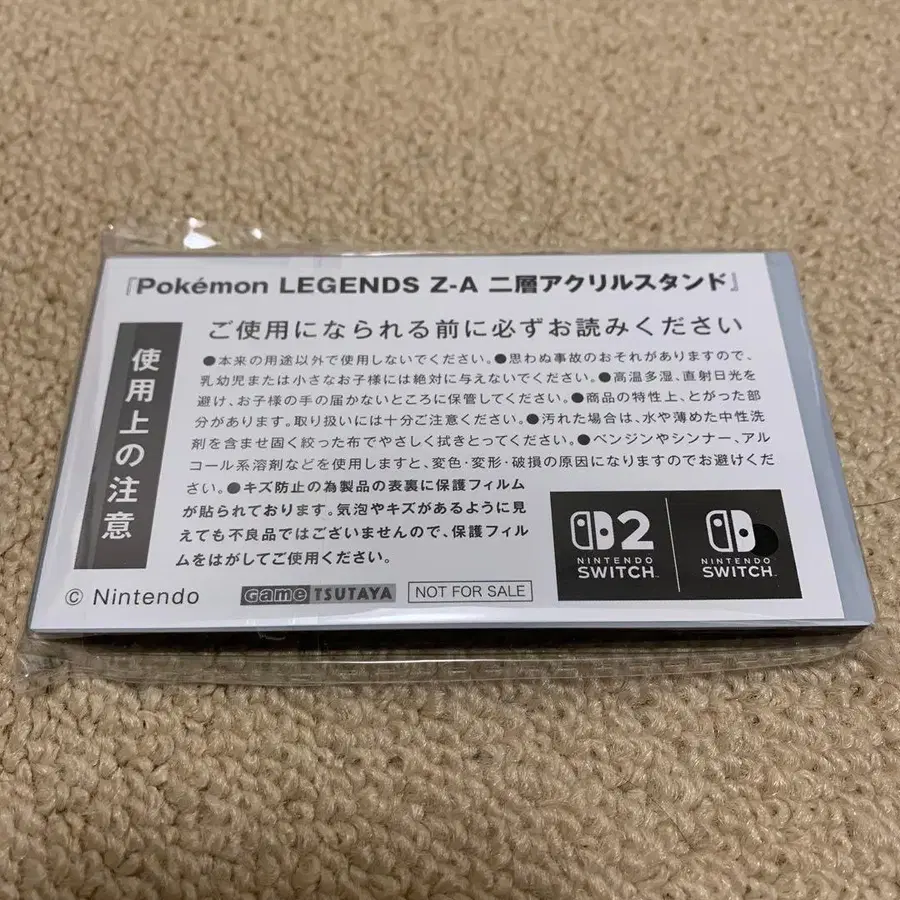 『Pokémon LEGENDS Z-A 二層アクリルスタンド』
使用上の注意
ご使用になられる前に必ずお読みください
●本来の用途以外で使用しないでください。●思わぬ事故のおそれがありますので、
乳幼児または小さなお子様には絶対に与えないでください。●高温多湿、直射日光を
避け、お子様の手の届かないところに保管してください。●商品の特性上、とがった部
分があります。取り扱いには十分ご注意ください。●汚れた場合は、水や薄めた中性洗
剤を含ませ固く絞った布でやさしく拭きとってください。●ベンジンやシンナー、アル
コール系溶剤などを使用しますと、変色・変形・破損の原因になりますのでお避けくだ
さい。●キズ防止の為製品の表裏に保護フィルム
が貼られております。気泡やキズがあるように見
えても不良品ではございませんので、保護フィル
ムをはがしてご使用ください。
2
NINTENDO
SWITCH™
NINTENDO
SWITCH™
© Nintendo
Game TSUTAYA
NOT FOR SALE